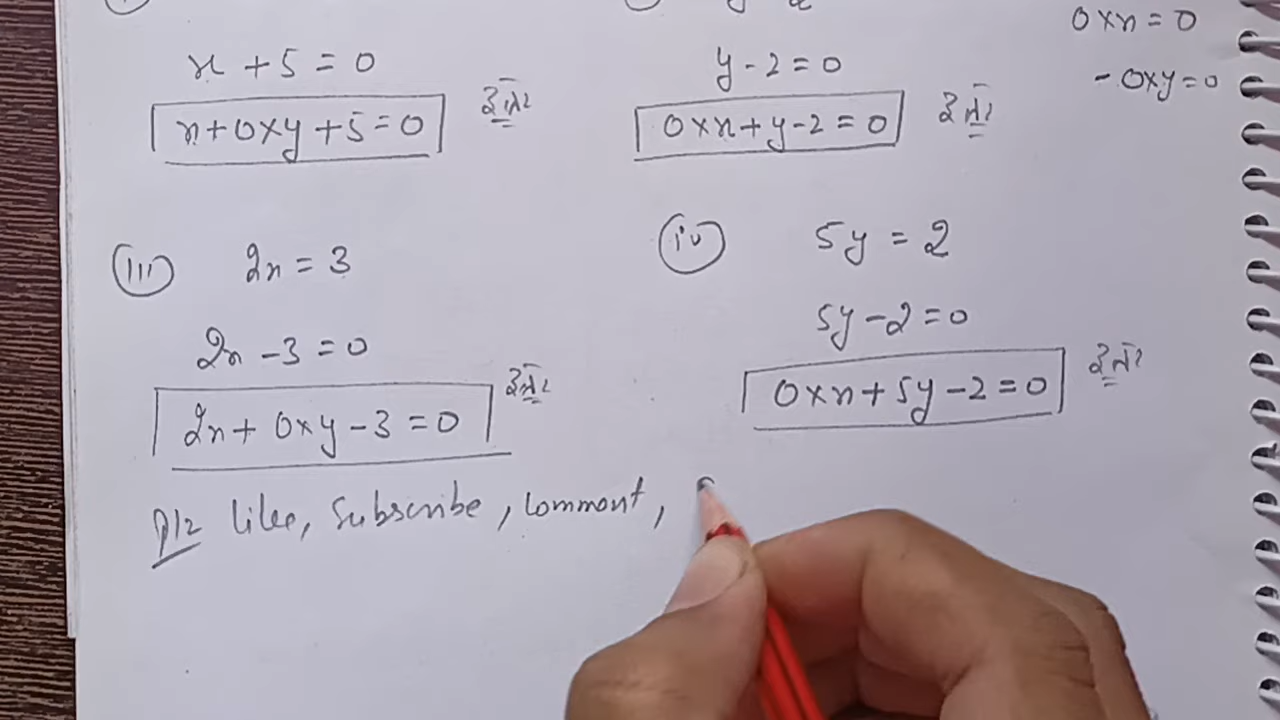 0×x = 0
- 0×y = 0
x + 5 = 0
x + 0×y + 5 = 0
y - 2 = 0
0×x + y - 2 = 0
(iii) 2x = 3
2x - 3 = 0
2x + 0×y - 3 = 0
(iv) 5y = 2
5y - 2 = 0
0×x + 5y - 2 = 0
Plz like, Subscribe, Comment,